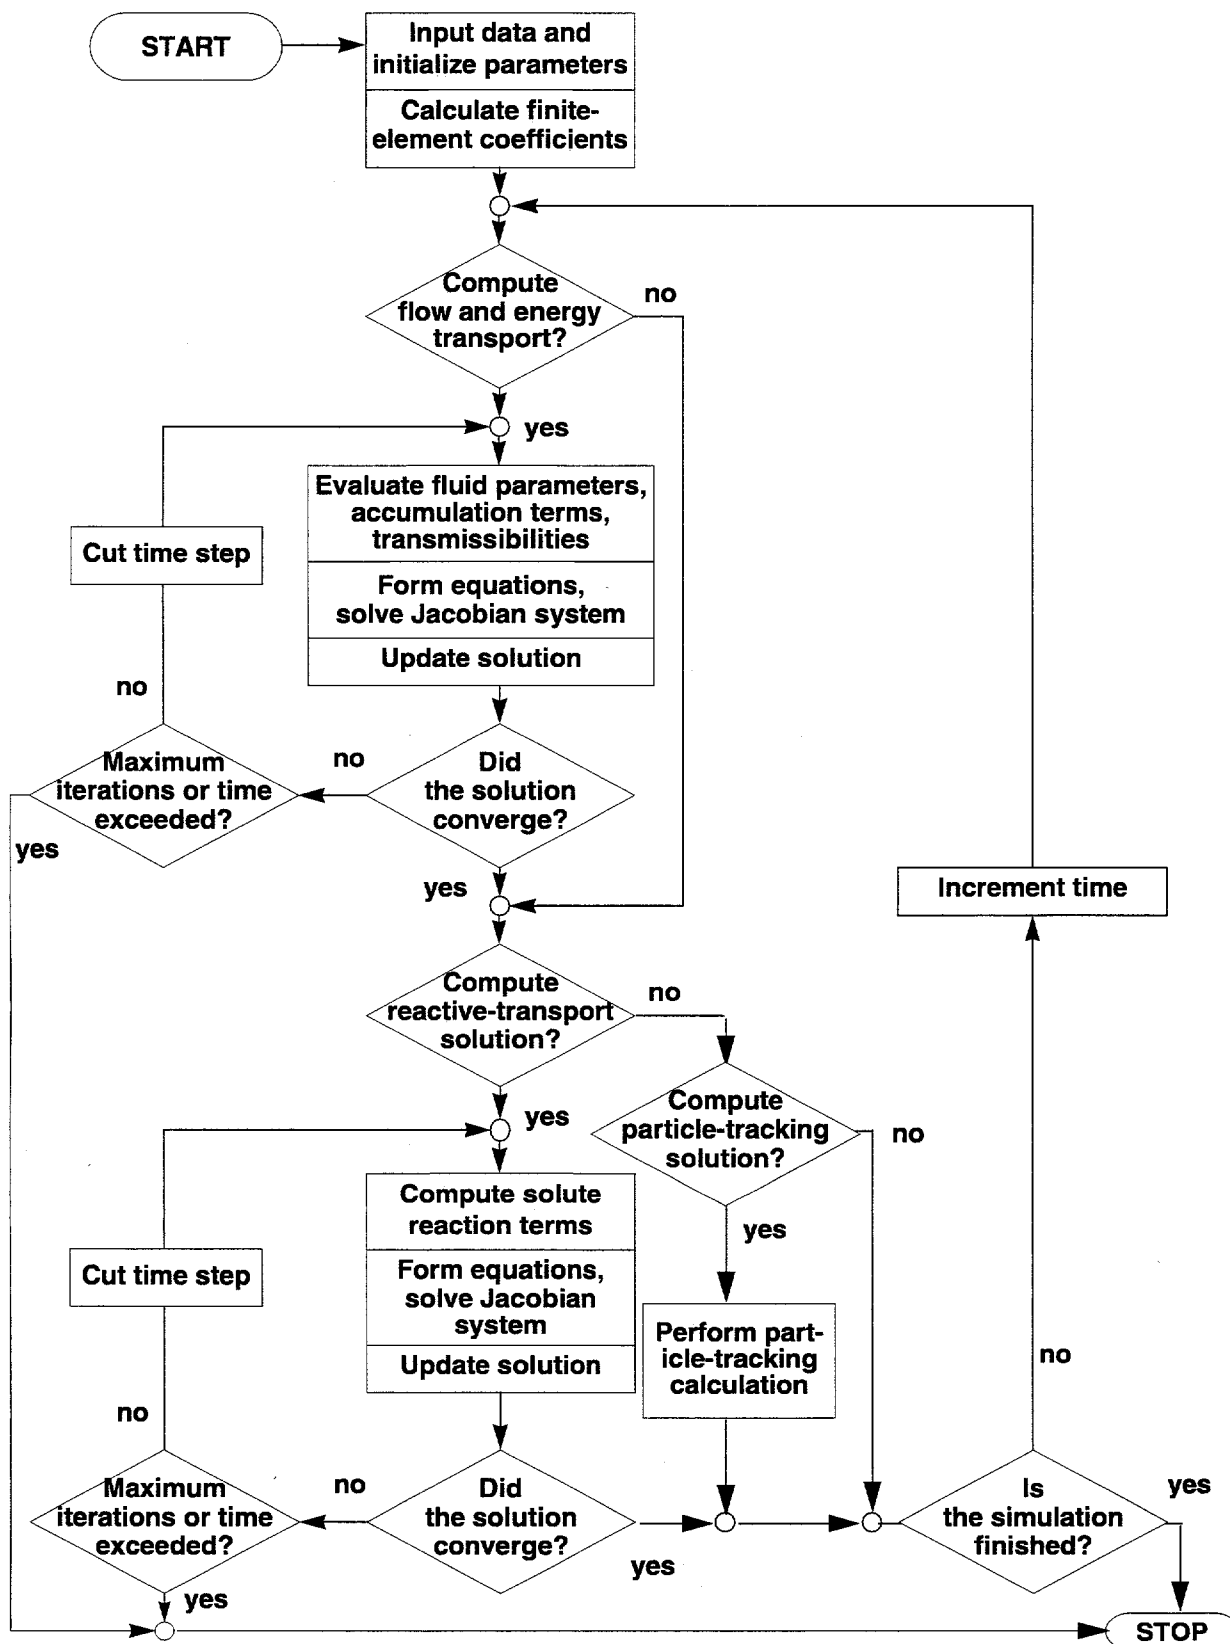 START
Input data and
initialize parameters
Calculate finite-
element coefficients
Compute
flow and energy
transport?
no
yes
Evaluate fluid parameters,
accumulation terms,
transmissibilities
Cut time step
Form equations,
solve Jacobian system
Update solution
no
Maximum
iterations or time
exceeded?
no
Did
the solution
converge?
yes
yes
Increment time
Compute
reactive-transport
solution?
no
yes
Compute
particle-tracking
solution?
no
Compute solute
reaction terms
yes
Cut time step
Form equations,
solve Jacobian
system
Perform part-
icle-tracking
calculation
Update solution
no
no
Maximum
iterations or time
exceeded?
no
Did
the solution
converge?
yes
Is
the simulation
finished?
yes
yes
STOP